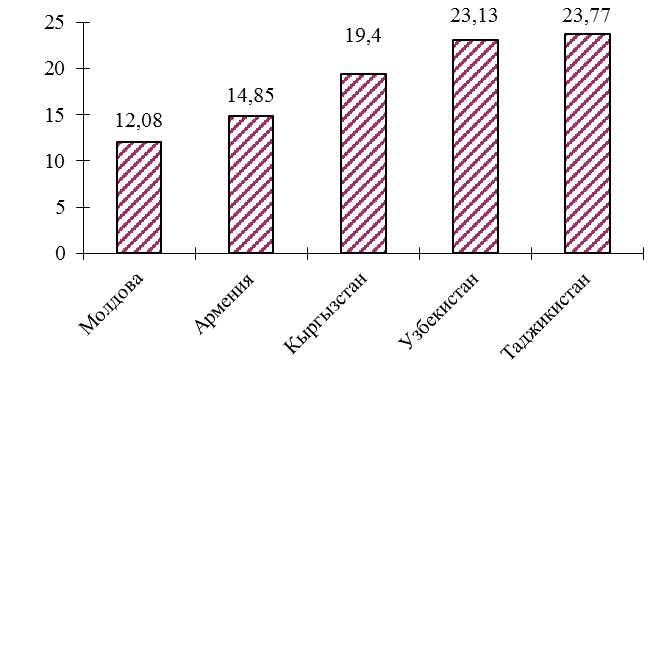 25
20
15
10
5
0
12,08
14,85
19,4
23,13
23,77
Молдова
Армения
Кыргызстан
Узбекистан
Таджикистан